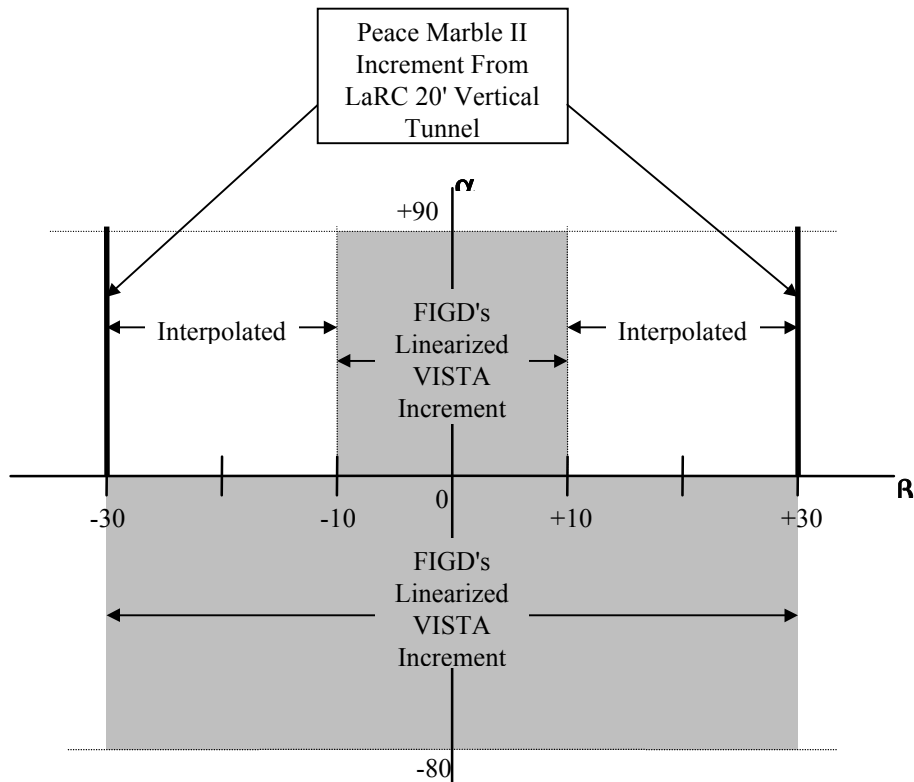 Peace Marble II
Increment From
LaRC 20' Vertical
Tunnel
α
+90
Interpolated
FIGD's
Linearized
VISTA
Increment
Interpolated
0
β
-30
-10
+10
+30
FIGD's
Linearized
VISTA
Increment
-80